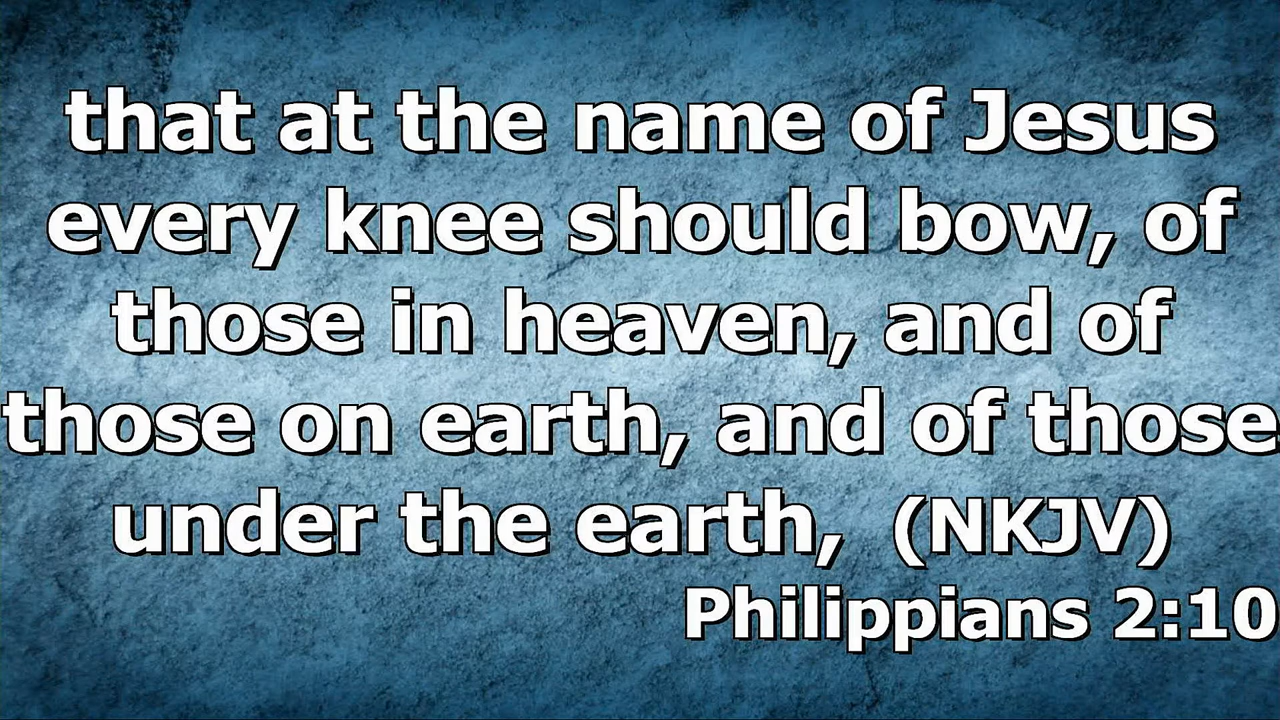 that at the name of Jesus
every knee should bow, of
those in heaven, and of
those on earth, and of those
under the earth,  (NKJV)
Philippians 2:10